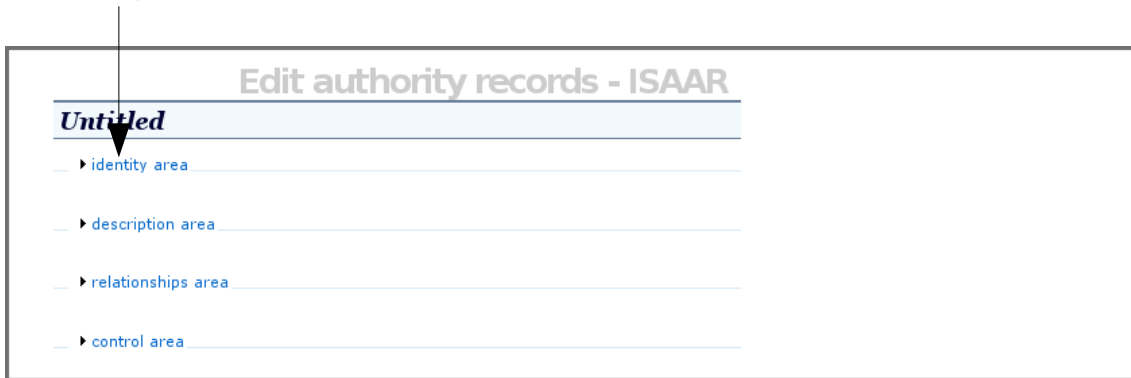 Edit authority records - ISAAR
Untitled
identity area
description area
relationships area
control area